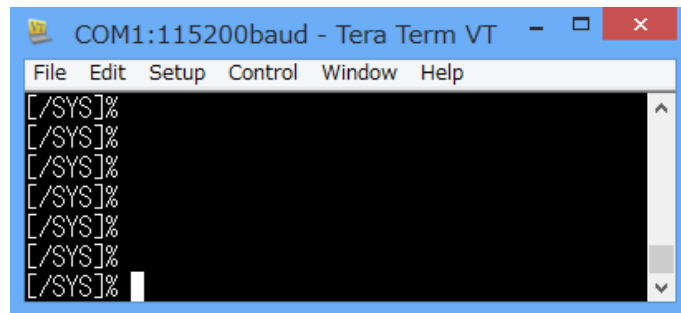 COM1:115200baud - Tera Term VT
File Edit Setup Control Window Help
[/SYS]%
[/SYS]%
[/SYS]%
[/SYS]%
[/SYS]%
[/SYS]%
[/SYS]%